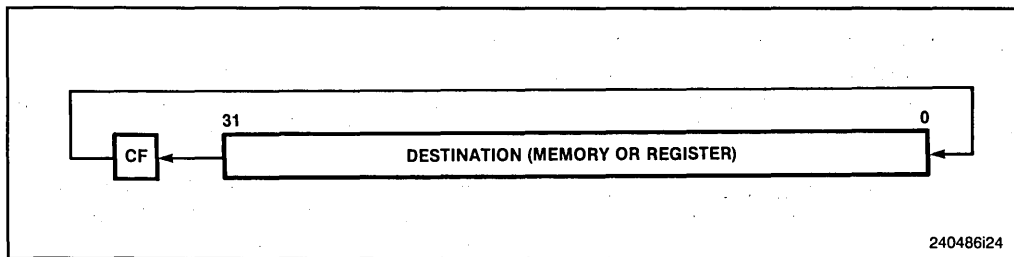 31 0
CF DESTINATION (MEMORY OR REGISTER)
240486i24